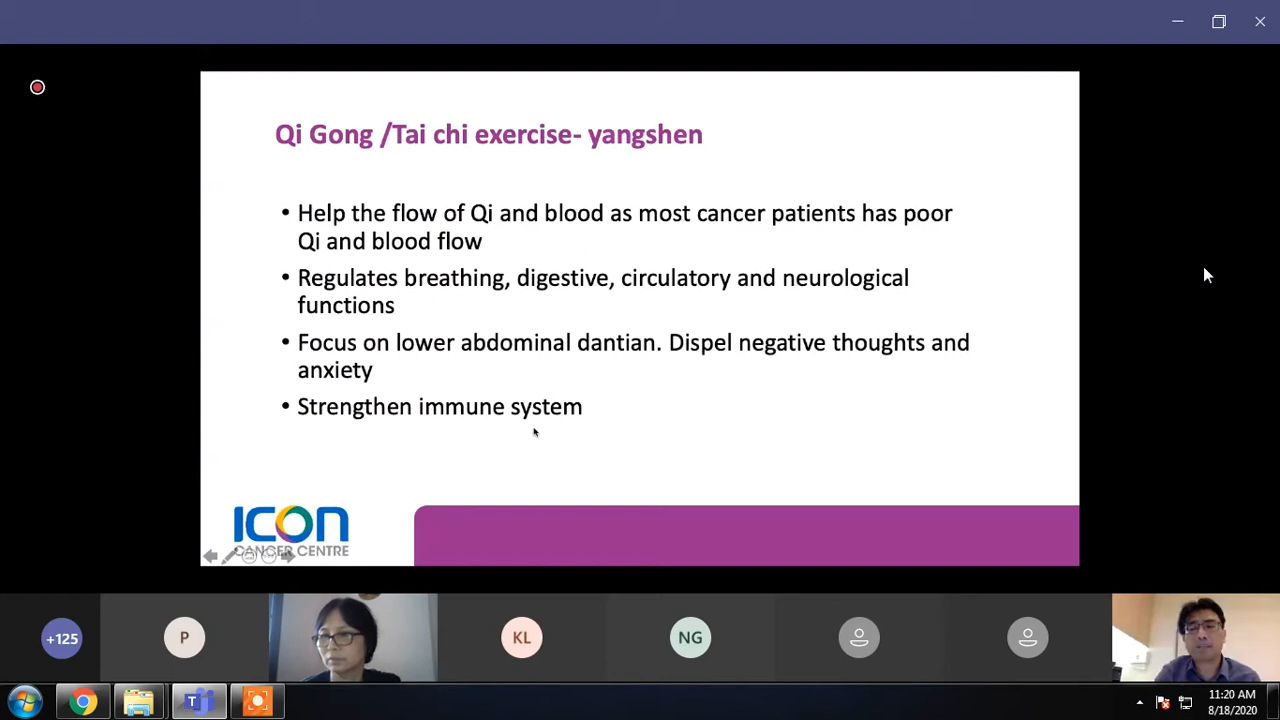 Qi Gong /Tai chi exercise- yangshen
• Help the flow of Qi and blood as most cancer patients has poor
Qi and blood flow
• Regulates breathing, digestive, circulatory and neurological
functions
• Focus on lower abdominal dantian. Dispel negative thoughts and
anxiety
• Strengthen immune system
ICON
CANCER CENTRE
+125
P
KL
NG
11:20 AM
8/18/2020